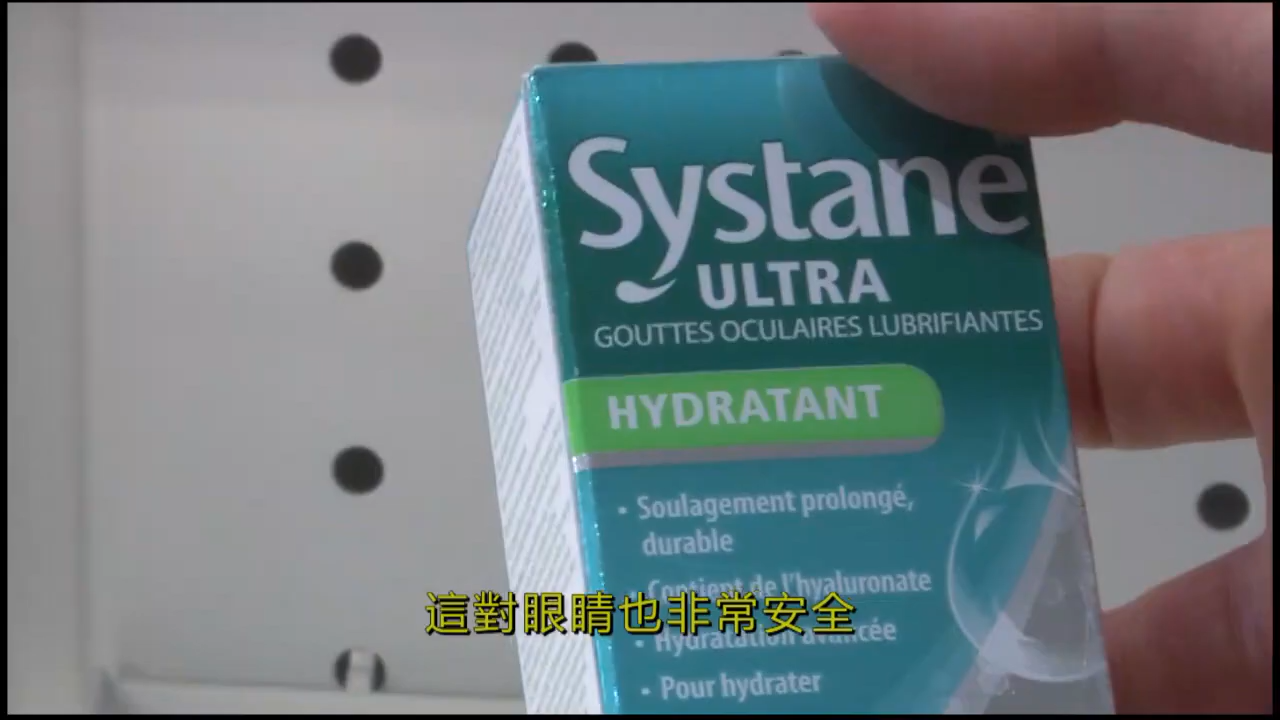 Systane
ULTRA
GOUTTES OCULAIRES LUBRIFIANTES
HYDRATANT
• Soulagement prolongé,
durable
• Contient de l'hyaluronate
這對眼睛也非常安全
• Hydratation avancée
• Pour hydrater